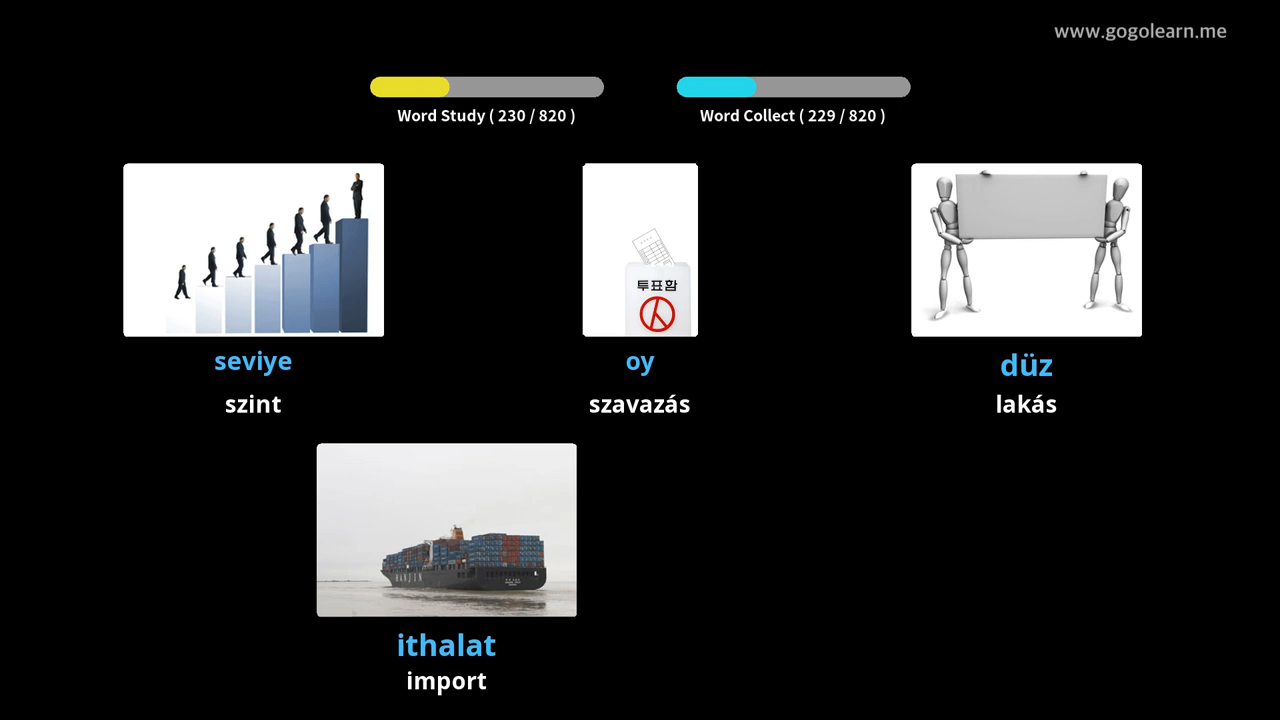 www.gogolearn.me
Word Study ( 230 / 820 )
Word Collect ( 229 / 820 )
투표함
seviye
oy
düz
szint
szavazás
lakás
HANJIN
ithalat
import